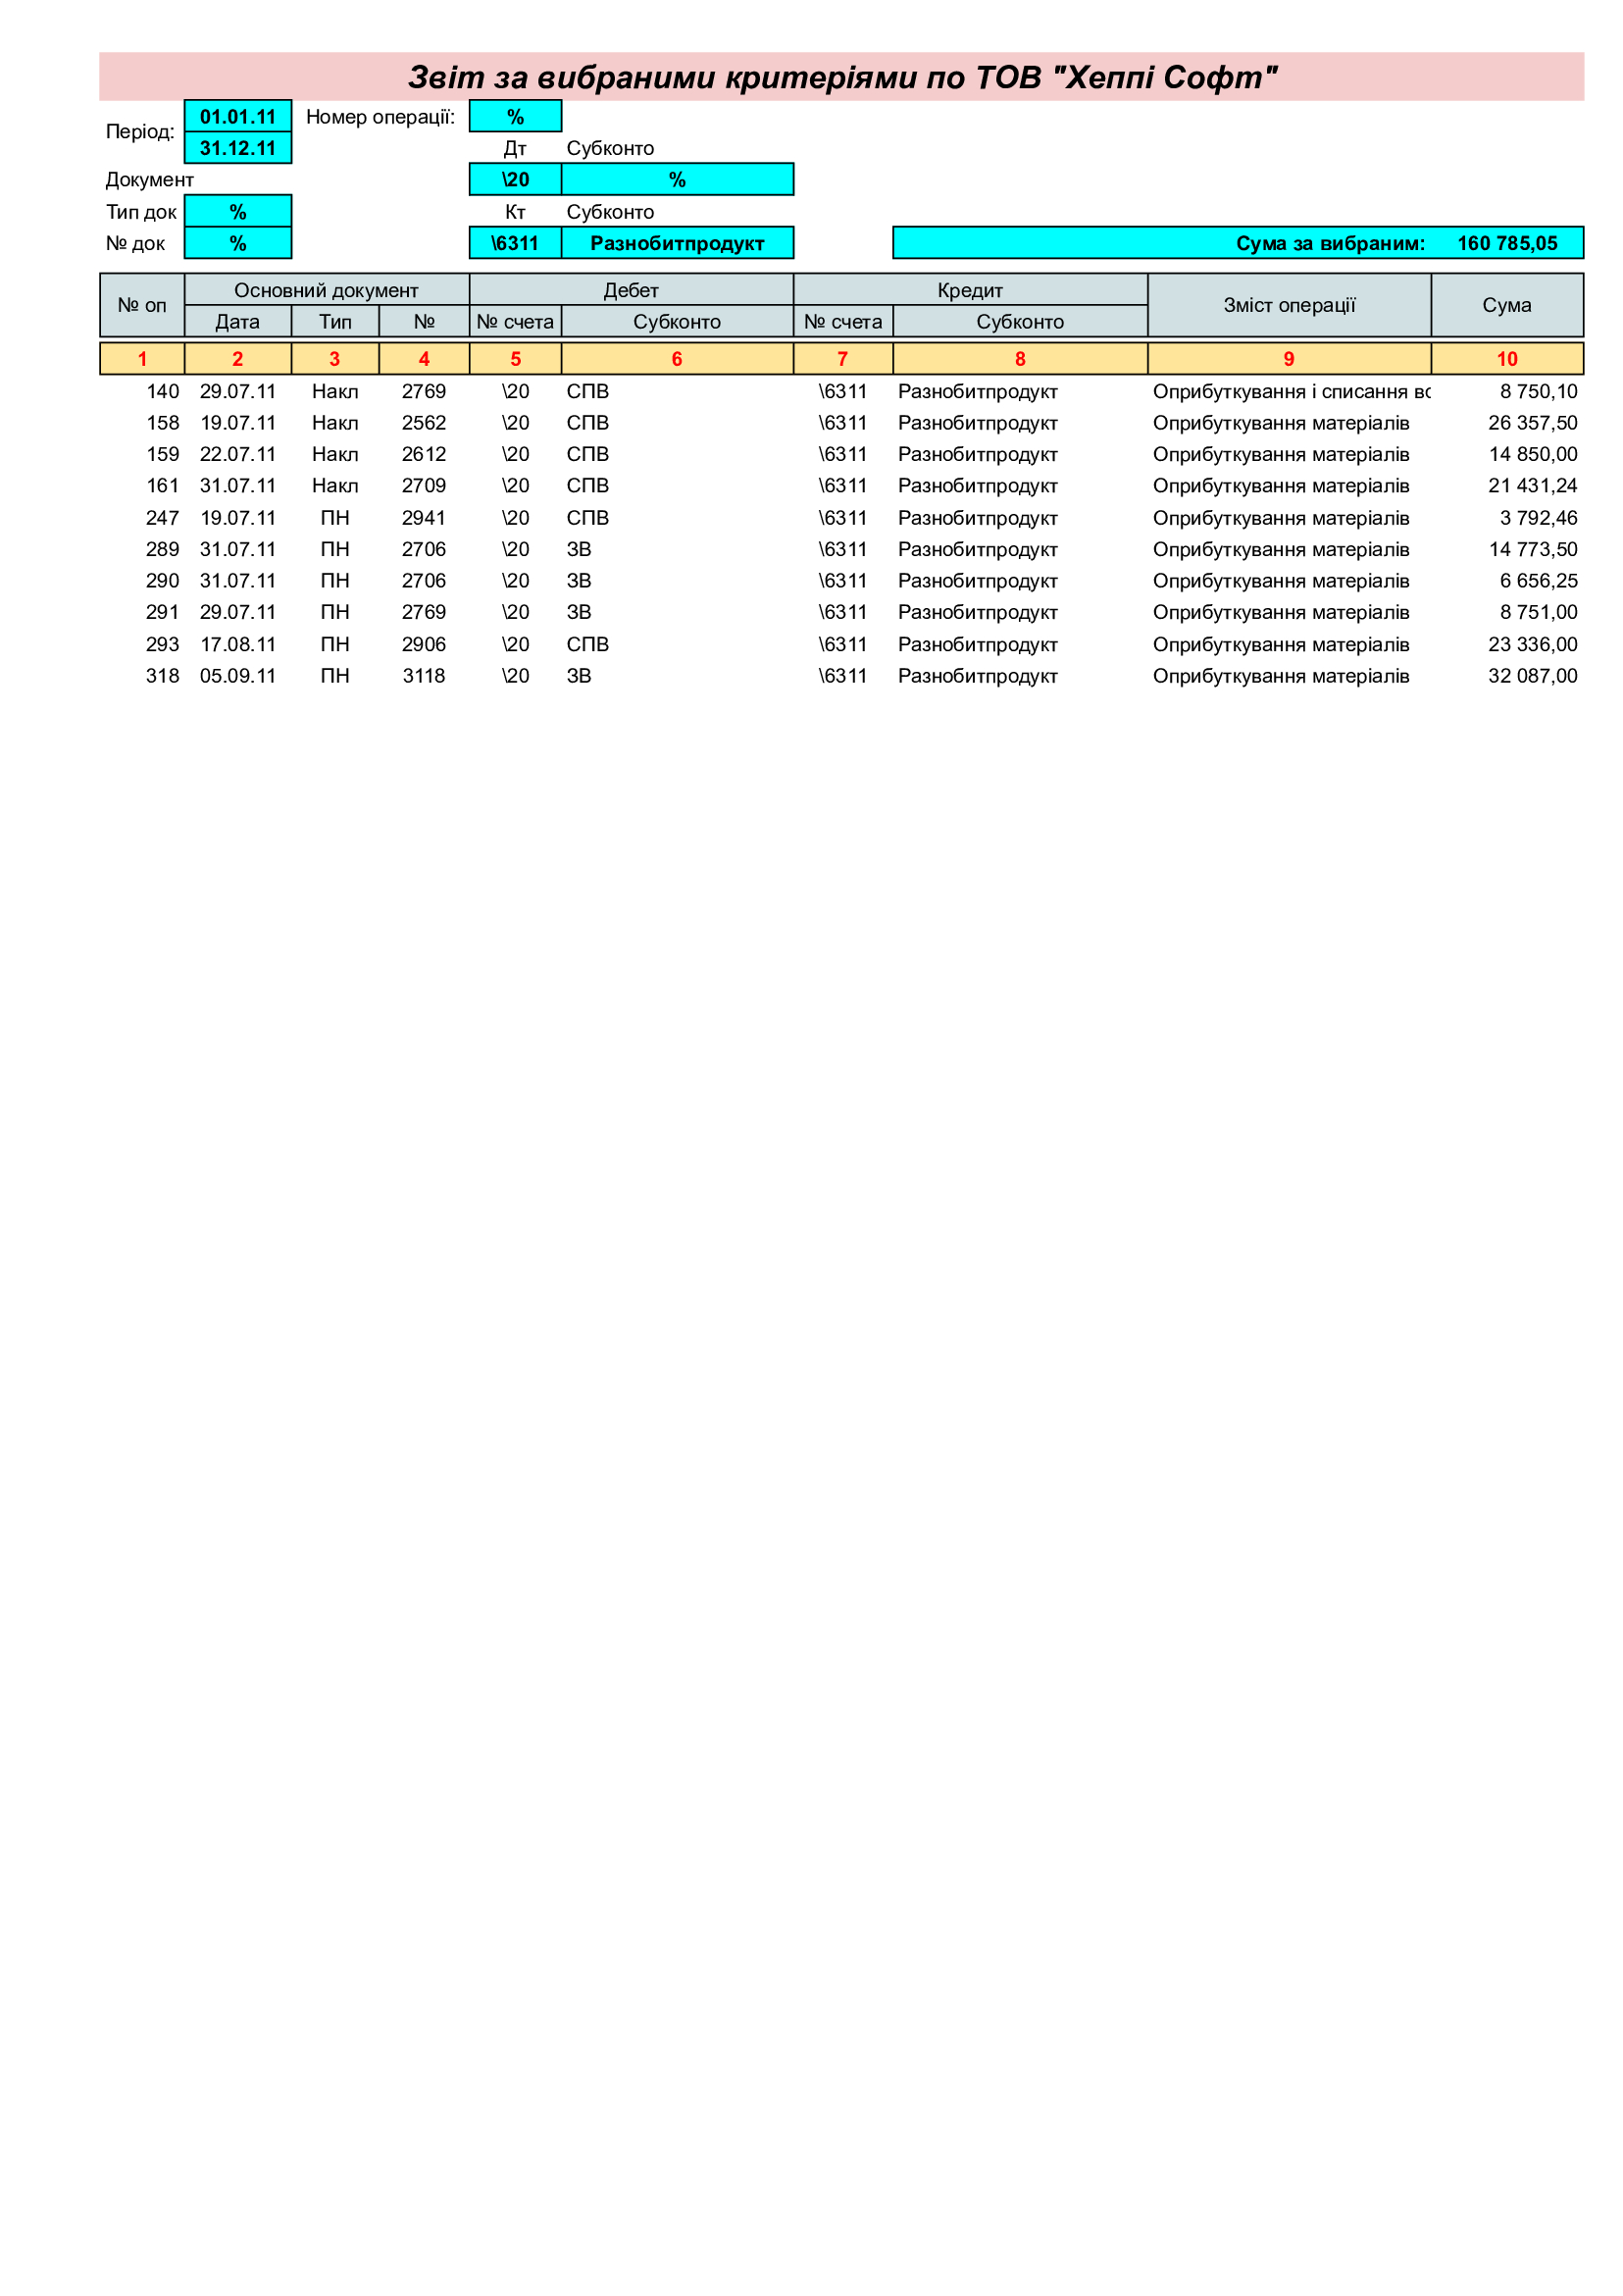 Звіт за вибраними критеріями по ТОВ "Хеппі Софт"
Період: 01.01.11 Номер операції: %
31.12.11 Дт Субконто
Документ \20 %
Тип док % Кт Субконто
№ док % \6311 Разнобитпродукт Сума за вибраним: 160 785,05
№ оп Основний документ Дебет Кредит Зміст операції Сума
Дата Тип № № счета Субконто № счета Субконто
1 2 3 4 5 6 7 8 9 10
140 29.07.11 Накл 2769 \20 СПВ \6311 Разнобитпродукт Оприбуткування і списання 8 750,10
158 19.07.11 Накл 2562 \20 СПВ \6311 Разнобитпродукт Оприбуткування матеріалів 26 357,50
159 22.07.11 Накл 2612 \20 СПВ \6311 Разнобитпродукт Оприбуткування матеріалів 14 850,00
161 31.07.11 Накл 2709 \20 СПВ \6311 Разнобитпродукт Оприбуткування матеріалів 21 431,24
247 19.07.11 ПН 2941 \20 СПВ \6311 Разнобитпродукт Оприбуткування матеріалів 3 792,46
289 31.07.11 ПН 2706 \20 ЗВ \6311 Разнобитпродукт Оприбуткування матеріалів 14 773,50
290 31.07.11 ПН 2706 \20 ЗВ \6311 Разнобитпродукт Оприбуткування матеріалів 6 656,25
291 29.07.11 ПН 2769 \20 ЗВ \6311 Разнобитпродукт Оприбуткування матеріалів 8 751,00
293 17.08.11 ПН 2906 \20 СПВ \6311 Разнобитпродукт Оприбуткування матеріалів 23 336,00
318 05.09.11 ПН 3118 \20 ЗВ \6311 Разнобитпродукт Оприбуткування матеріалів 32 087,00